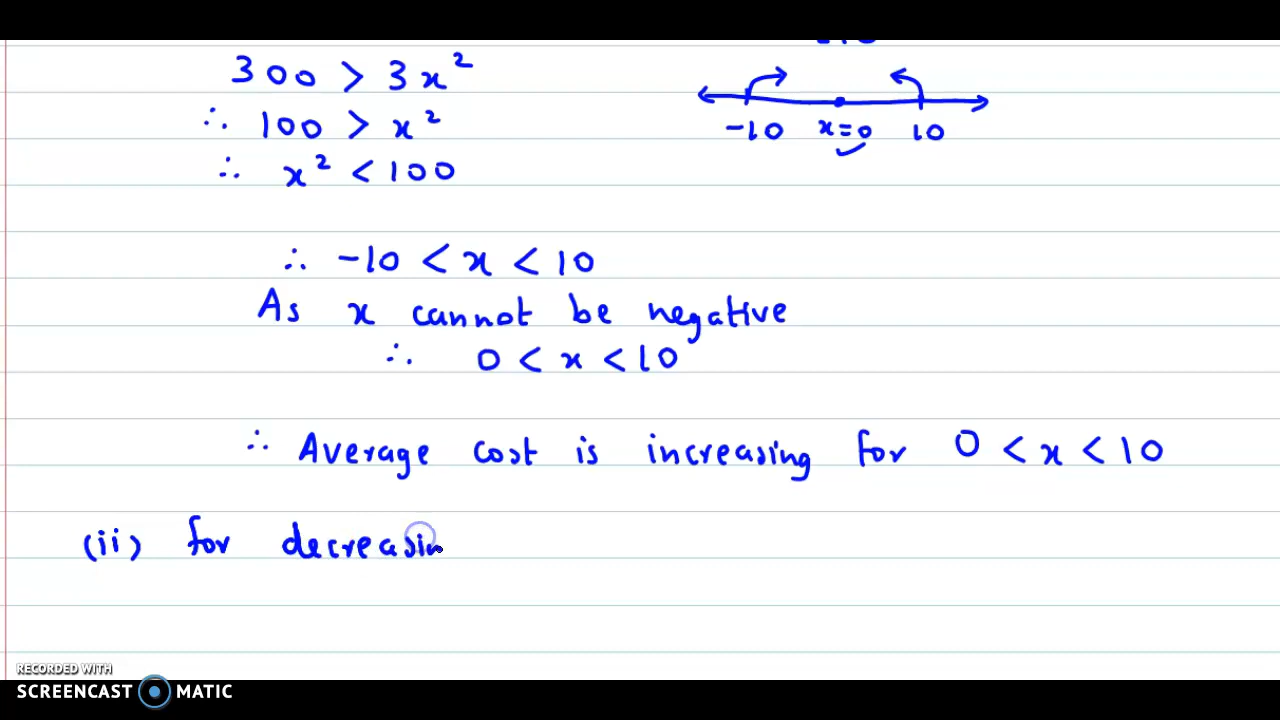 300 > 3x²
-10 x=0 10
∴ 100 > x²
∴ x² < 100
∴ -10 < x < 10
As x cannot be negative
∴ 0 < x < 10
∴ Average cost is increasing for 0 < x < 10
(ii) for decreasin
RECORDED WITH
SCREENCAST MATIC